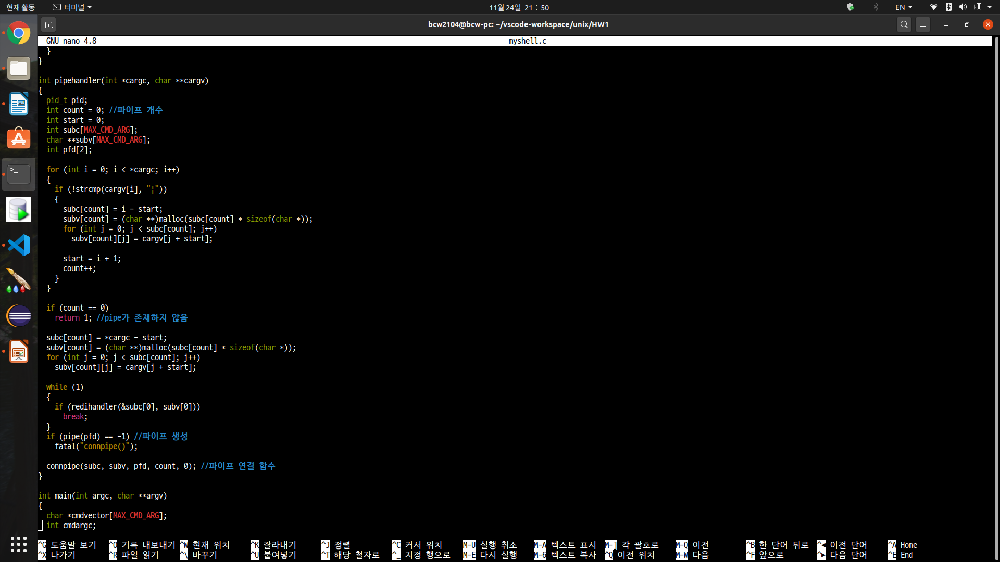 현재 활동 터미널 11월 24일 21 : 50 EN
bcw2104@bcw-pc: ~/vscode-workspace/unix/HW1
GNU nano 4.8 myshell.c
  }
}

int pipehandler(int *cargc, char **cargv)
{
  pid_t pid;
  int count = 0; //파이프 개수
  int start = 0;
  int subc[MAX_CMD_ARG];
  char **subv[MAX_CMD_ARG];
  int pfd[2];

  for (int i = 0; i < *cargc; i++)
  {
    if (!strcmp(cargv[i], "¦"))
    {
      subc[count] = i - start;
      subv[count] = (char **)malloc(subc[count] * sizeof(char *));
      for (int j = 0; j < subc[count]; j++)
        subv[count][j] = cargv[j + start];

      start = i + 1;
      count++;
    }
  }

  if (count == 0)
    return 1; //pipe가 존재하지 않음

  subc[count] = *cargc - start;
  subv[count] = (char **)malloc(subc[count] * sizeof(char *));
  for (int j = 0; j < subc[count]; j++)
    subv[count][j] = cargv[j + start];

  while (1)
  {
    if (redihandler(&subc[0], subv[0]))
      break;
  }
  if (pipe(pfd) == -1) //파이프 생성
    fatal("connpipe()");

  connpipe(subc, subv, pfd, count, 0); //파이프 연결 함수
}

int main(int argc, char **argv)
{
  char *cmdvector[MAX_CMD_ARG];
  int cmdargc;
^G 도움말 보기 ^O 기록 내보내기 ^W 현재 위치 ^K 잘라내기 ^J 정렬 ^C 커서 위치 M-U 실행 취소 M-A 텍스트 표시 M-] 각 괄호로 M-Q 이전 ^B 한 단어 뒤로 ^◀ 이전 단어 ^A Home
^X 나가기 ^R 파일 읽기 ^\ 바꾸기 ^U 붙여넣기 ^T 해당 철자로 ^_ 지정 행으로 M-E 다시 실행 M-6 텍스트 복사 ^Q 이전 위치 M-W 다음 ^F 앞으로 ^▶ 다음 단어 ^E End